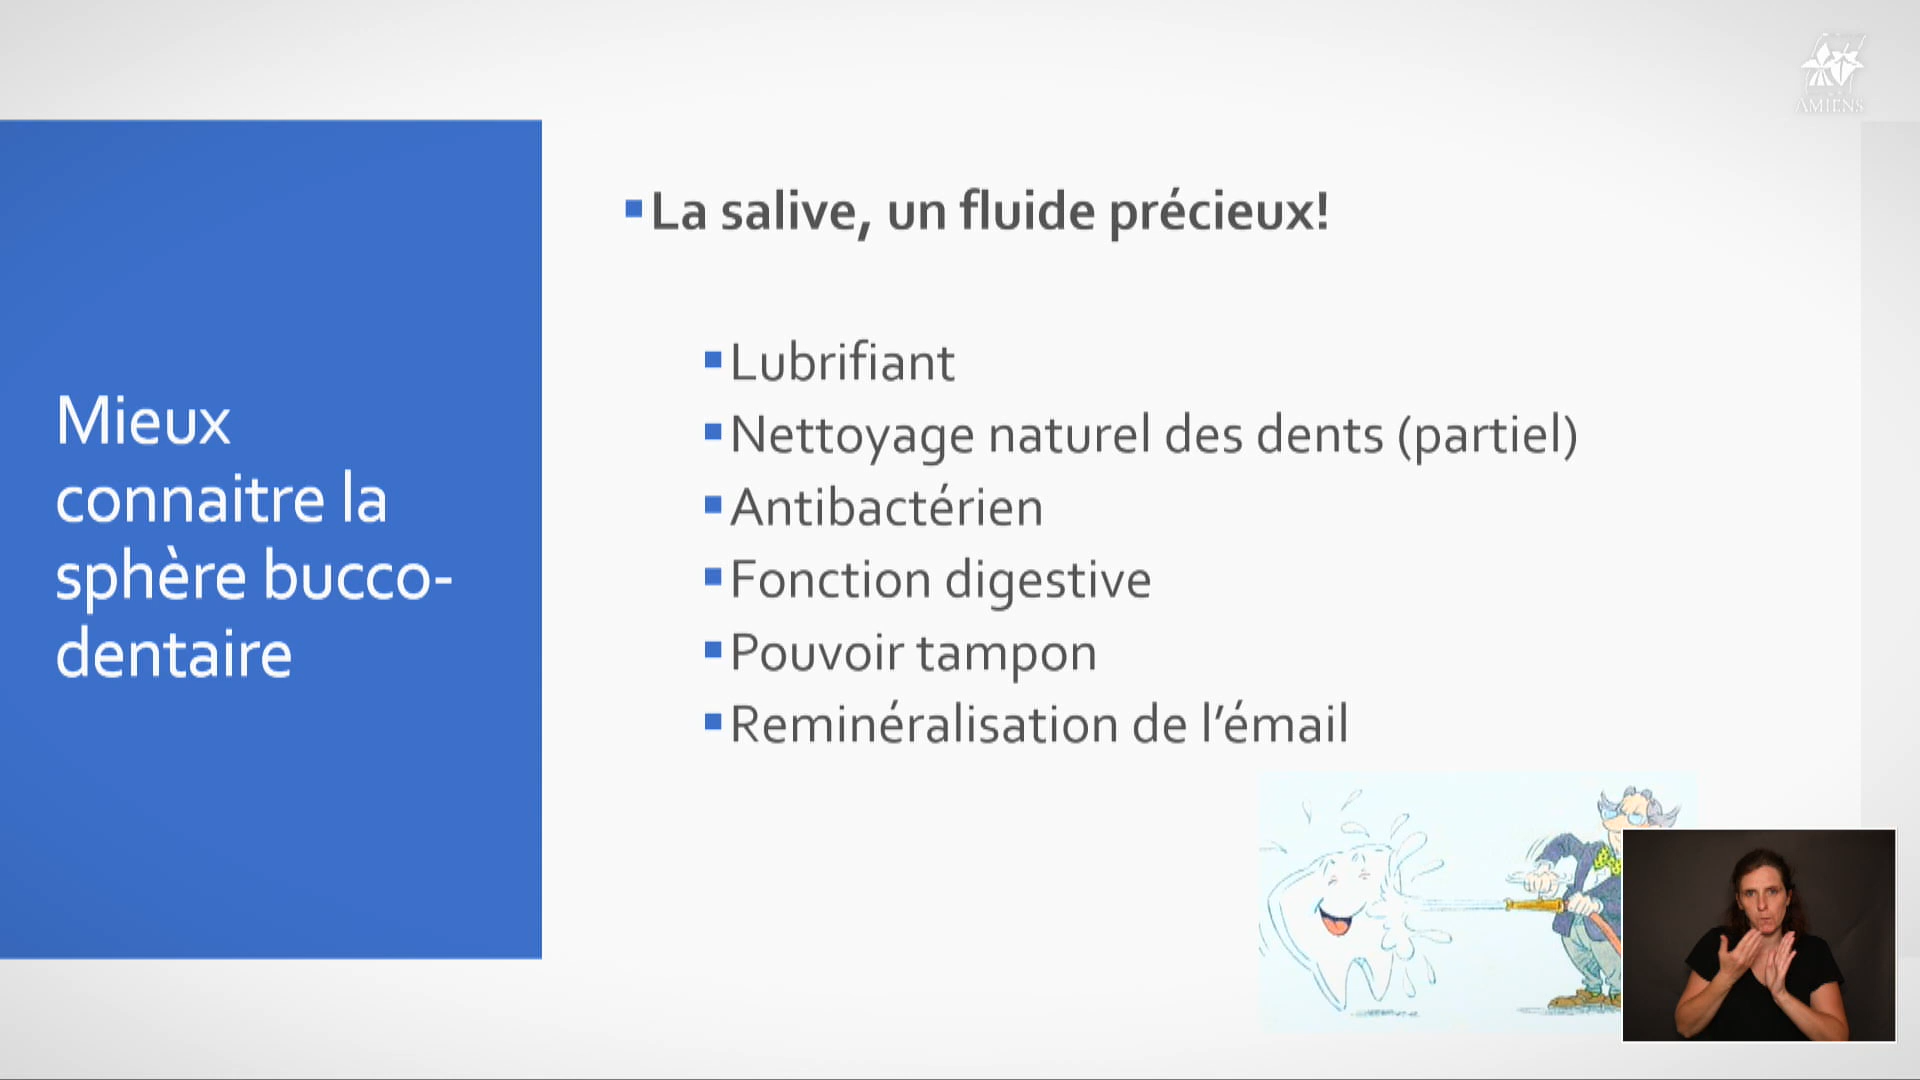 AMIENS
Mieux
connaitre la
sphère bucco-
dentaire
La salive, un fluide précieux!
Lubrifiant
Nettoyage naturel des dents (partiel)
Antibactérien
Fonction digestive
Pouvoir tampon
Reminéralisation de l'émail